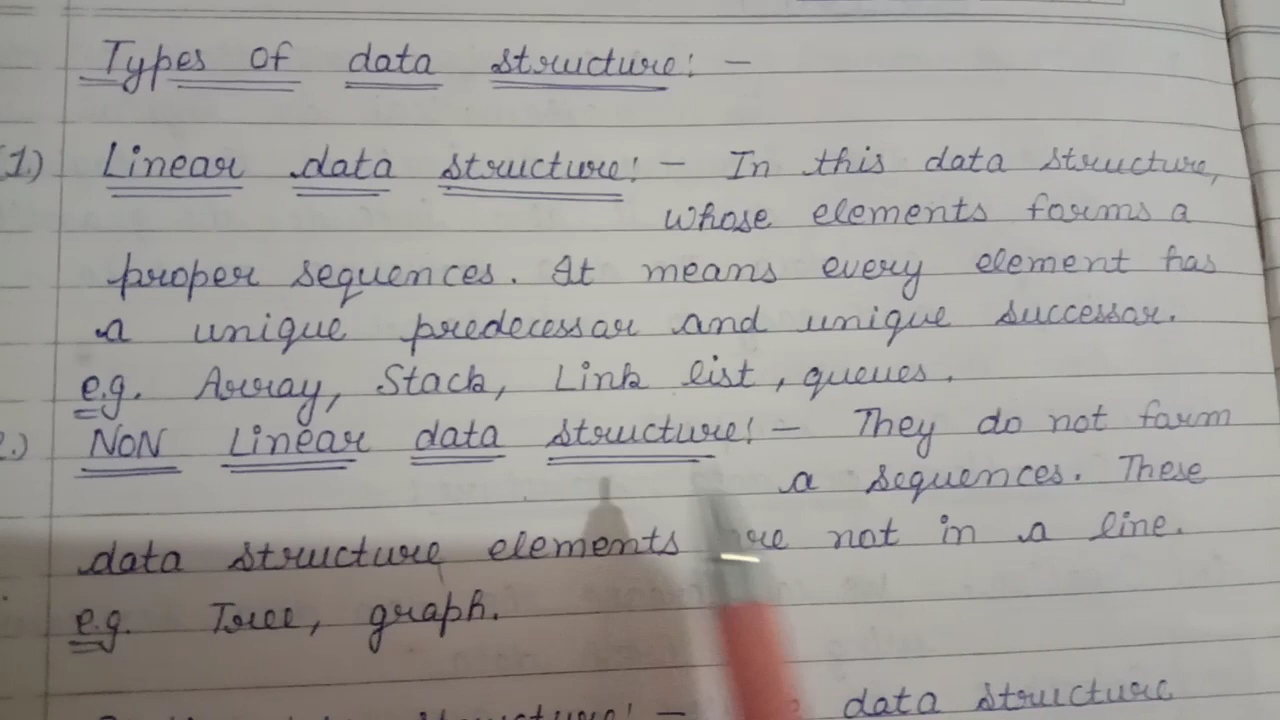 Types of data structure:-
(1.) Linear data structure:- In this data structure,
whose elements forms a
proper sequences. It means every element has
a unique predecessor and unique successor.
e.g. Array, Stack, Link list, queues.
2.) NON Linear data structure:- They do not form
a sequences. These
data structure elements are not in a line.
e.g. Tree, graph.
structure:- data structure